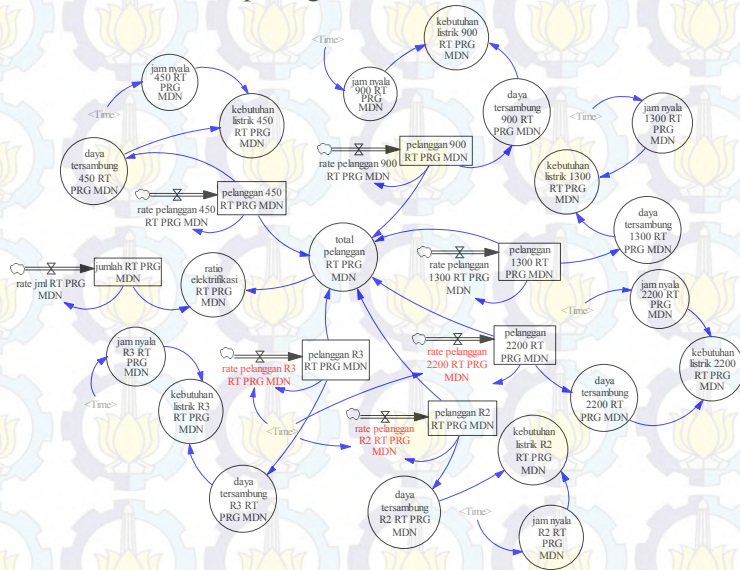 <Time>
jam nyala
450 RT
PRG
MDN
<Time>
kebutuhan
listrik 450
RT PRG
MDN
daya
tersambung
450 RT
PRG MDN
pelanggan 450
RT PRG MDN
rate pelanggan 450
RT PRG MDN
kebutuhan
listrik 900
RT PRG
MDN
jam nyala
900 RT
PRG
MDN
daya
tersambung
900 RT
PRG MDN
pelanggan 900
RT PRG MDN
rate pelanggan 900
RT PRG MDN
<Time>
jam nyala
1300 RT
PRG
MDN
kebutuhan
listrik 1300
RT PRG
MDN
daya
tersambung
1300 RT
PRG MDN
pelanggan
1300 RT
PRG MDN
rate pelanggan
1300 RT PRG
MDN
total
pelanggan
RT PRG
MDN
jumlah RT PRG
MDN
rate jml RT PRG
MDN
ratio
elektrifikasi
RT PRG
MDN
<Time>
jam nyala
2200 RT
PRG
MDN
kebutuhan
listrik 2200
RT PRG
MDN
daya
tersambung
2200 RT
PRG MDN
pelanggan
2200 RT
PRG MDN
rate pelanggan
2200 RT PRG
MDN
jam nyala
R3 RT
PRG
MDN
<Time>
kebutuhan
listrik R3
RT PRG
MDN
daya
tersambung
R3 RT
PRG MDN
pelanggan R3
RT PRG MDN
rate pelanggan R3
RT PRG MDN
<Time>
pelanggan R2
RT PRG MDN
rate pelanggan
R2 RT PRG
MDN
kebutuhan
listrik R2
RT PRG
MDN
daya
tersambung
R2 RT PRG
MDN
<Time>
jam nyala
R2 RT
PRG
MDN